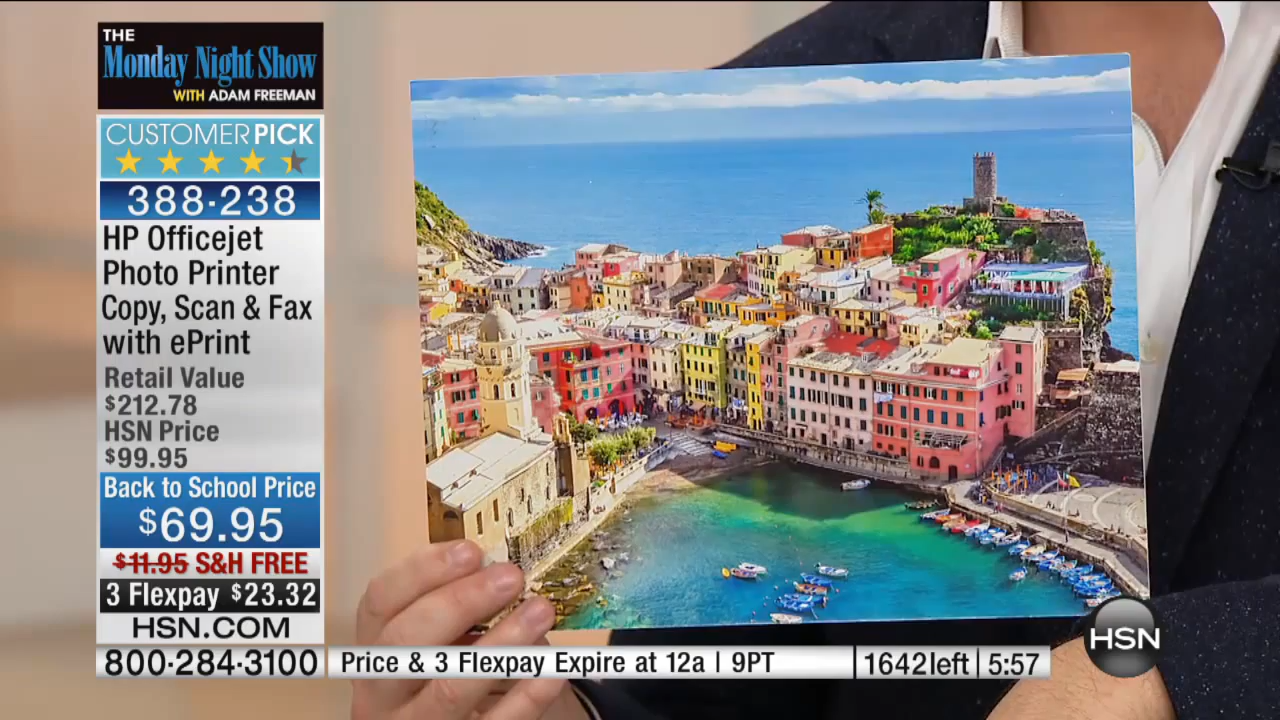 THE
Monday Night Show
WITH ADAM FREEMAN
CUSTOMER PICK
388-238
HP Officejet
Photo Printer
Copy, Scan & Fax
with ePrint
Retail Value
$212.78
HSN Price
$99.95
Back to School Price
$69.95
$11.95 S&H FREE
3 Flexpay $23.32
HSN.COM
800-284-3100
Price & 3 Flexpay Expire at 12a | 9PT
1642left
5:57
HSN